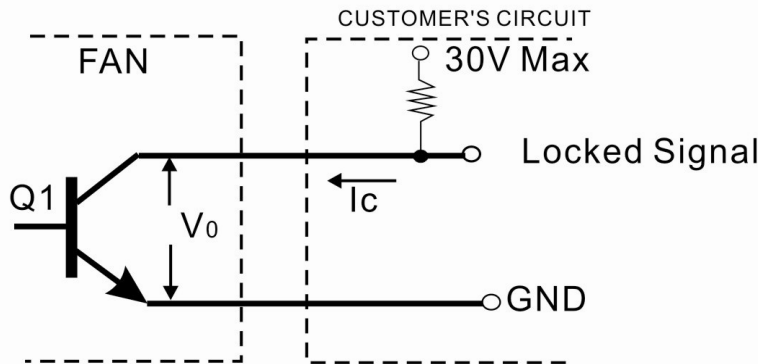 CUSTOMER'S CIRCUIT
FAN
30V Max
Locked Signal
Ic
Q1
V0
GND